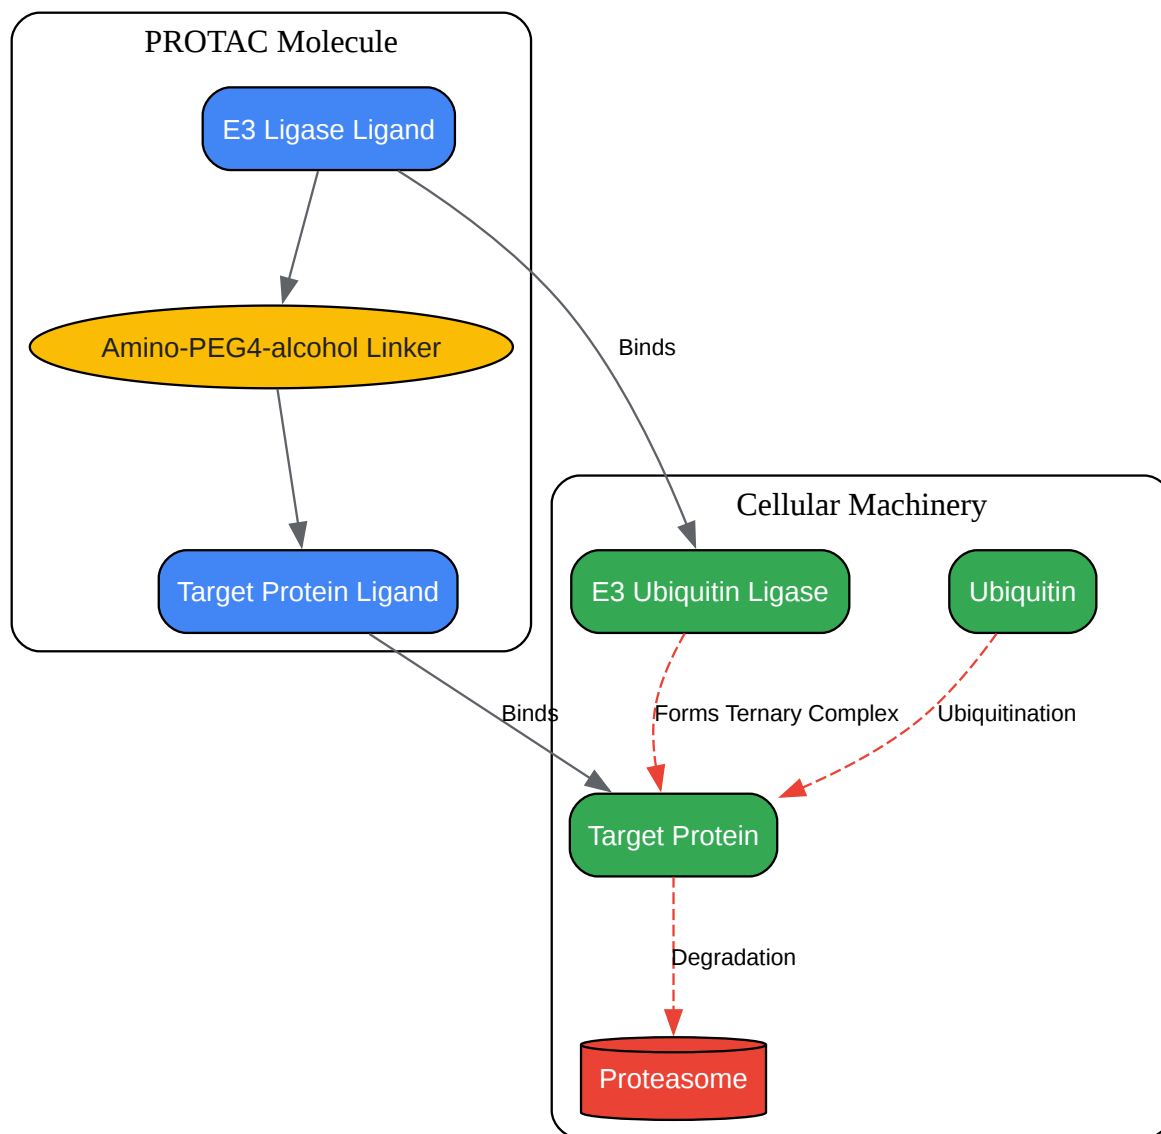 PROTAC Molecule
E3 Ligase Ligand
Amino-PEG4-alcohol Linker
Binds
Target Protein Ligand
Cellular Machinery
E3 Ubiquitin Ligase
Ubiquitin
Binds
Forms Ternary Complex
Ubiquitination
Target Protein
Degradation
Proteasome